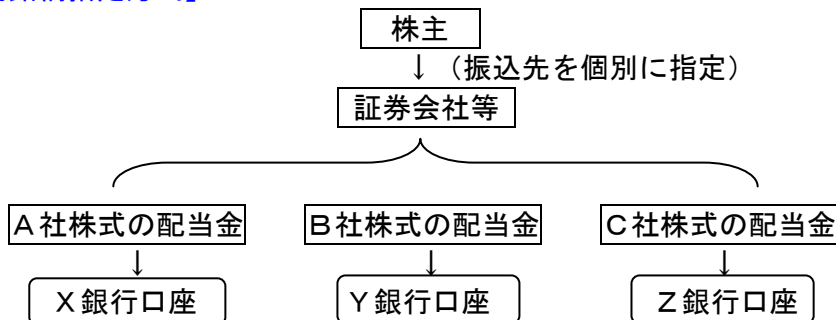 株主
↓（振込先を個別に指定）
証券会社等
A社株式の配当金 B社株式の配当金 C社株式の配当金
↓ ↓ ↓
X銀行口座 Y銀行口座 Z銀行口座